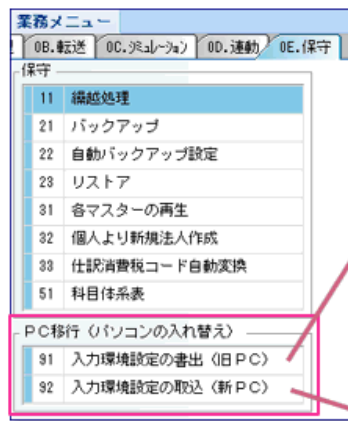 業務メニュー
0B.転送 0C.シミュレーション 0D.連動 0E.保守
保守
11 繰越処理
21 バックアップ
22 自動バックアップ設定
23 リストア
31 各マスターの再生
32 個人より新規法人作成
33 仕訳消費税コード自動変換
51 科目体系表
PC移行（パソコンの入れ替え）
91 入力環境設定の書出（旧PC）
92 入力環境設定の取込（新PC）